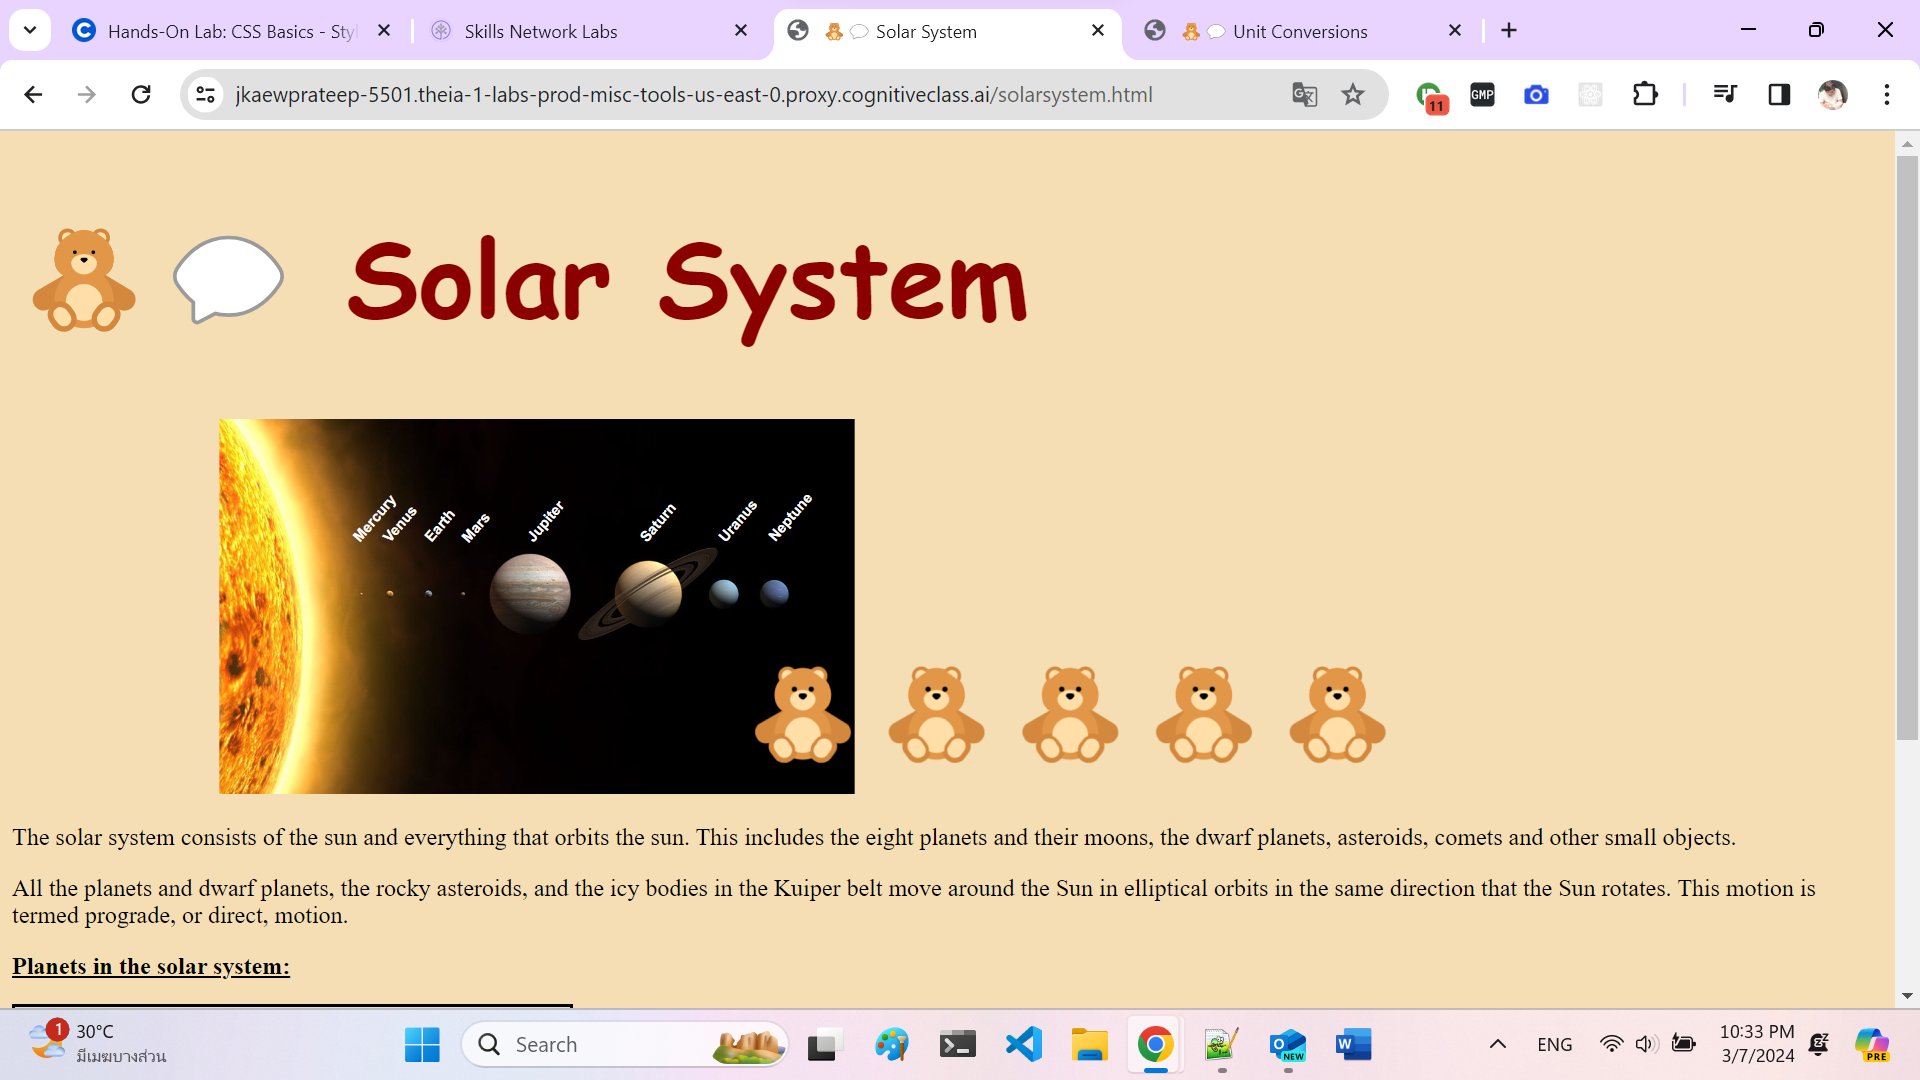 Hands-On Lab: CSS Basics - Sty
Skills Network Labs
🧸💬 Solar System
🧸💬 Unit Conversions
jkaewprateep-5501.theia-1-labs-prod-misc-tools-us-east-0.proxy.cognitiveclass.ai/solarsystem.html
11
GMP
🧸 💬 Solar System
Mercury
Venus
Earth
Mars
Jupiter
Saturn
Uranus
Neptune
The solar system consists of the sun and everything that orbits the sun. This includes the eight planets and their moons, the dwarf planets, asteroids, comets and other small objects.
All the planets and dwarf planets, the rocky asteroids, and the icy bodies in the Kuiper belt move around the Sun in elliptical orbits in the same direction that the Sun rotates. This motion is
termed prograde, or direct, motion.
Planets in the solar system:
1
30°C
มีเมฆบางส่วน
Search
NEW
ENG
10:33 PM
3/7/2024
PRE